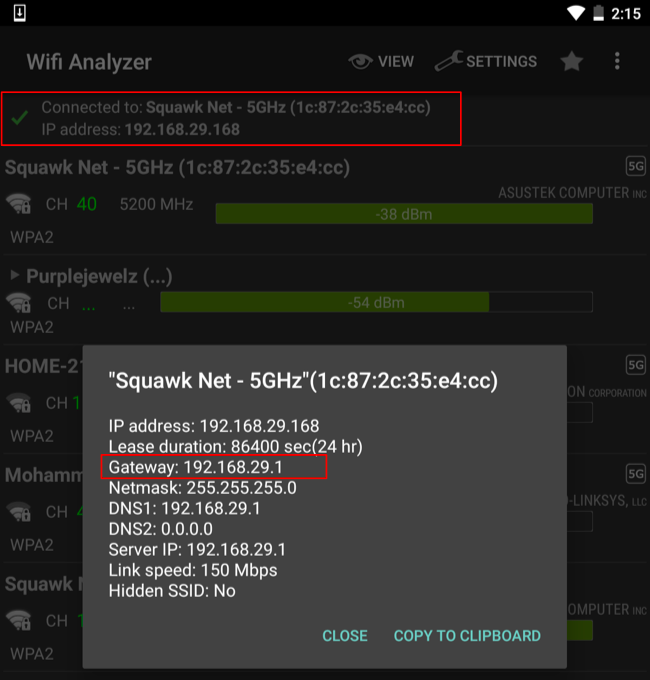 2:15
Wifi Analyzer VIEW SETTINGS
Connected to: Squawk Net - 5GHz (1c:87:2c:35:e4:cc)
IP address: 192.168.29.168
Squawk Net - 5GHz (1c:87:2c:35:e4:cc) 5G
ASUSTEK COMPUTER INC
CH 40 5200 MHz -38 dBm
WPA2
Purplejewelz (...)
CH ... ... -54 dBm
WPA2
HOME-21 5G
CORPORATION
CH
WPA2
Mohamm 5G
-LINKSYS, LLC
CH
WPA2
Squawk
COMPUTER INC
CH
WPA2
"Squawk Net - 5GHz"(1c:87:2c:35:e4:cc)
IP address: 192.168.29.168
Lease duration: 86400 sec(24 hr)
Gateway: 192.168.29.1
Netmask: 255.255.255.0
DNS1: 192.168.29.1
DNS2: 0.0.0.0
Server IP: 192.168.29.1
Link speed: 150 Mbps
Hidden SSID: No
CLOSE COPY TO CLIPBOARD